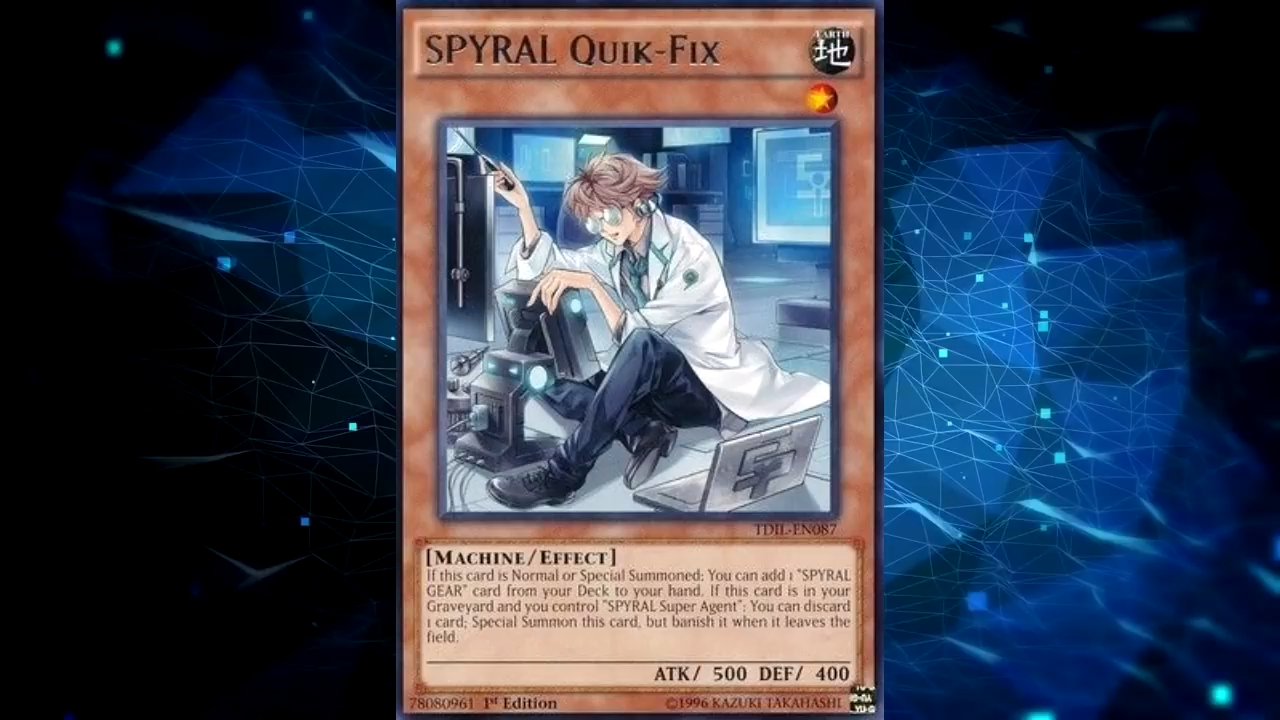 SPYRAL Quik-Fix
EARTH
地
TDIL-EN087
[Machine/Effect]
If this card is Normal or Special Summoned: You can add 1 "SPYRAL
GEAR" card from your Deck to your hand. If this card is in your
Graveyard and you control "SPYRAL Super Agent": You can discard
1 card; Special Summon this card, but banish it when it leaves the
field.
ATK/ 500 DEF/ 400
78080961 1st Edition ©1996 KAZUKI TAKAHASHI